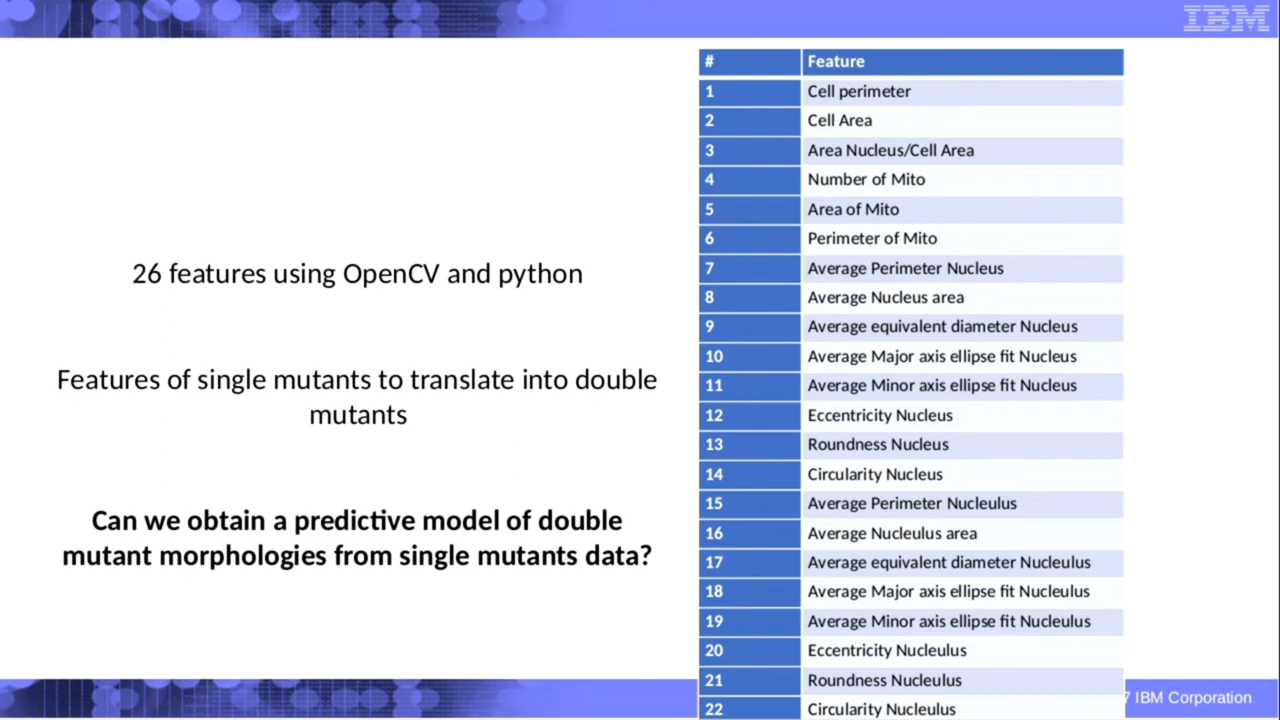 IBM
26 features using OpenCV and python
Features of single mutants to translate into double
mutants
Can we obtain a predictive model of double
mutant morphologies from single mutants data?
# Feature
1 Cell perimeter
2 Cell Area
3 Area Nucleus/Cell Area
4 Number of Mito
5 Area of Mito
6 Perimeter of Mito
7 Average Perimeter Nucleus
8 Average Nucleus area
9 Average equivalent diameter Nucleus
10 Average Major axis ellipse fit Nucleus
11 Average Minor axis ellipse fit Nucleus
12 Eccentricity Nucleus
13 Roundness Nucleus
14 Circularity Nucleus
15 Average Perimeter Nucleulus
16 Average Nucleulus area
17 Average equivalent diameter Nucleulus
18 Average Major axis ellipse fit Nucleulus
19 Average Minor axis ellipse fit Nucleulus
20 Eccentricity Nucleulus
21 Roundness Nucleulus
22 Circularity Nucleulus
7 IBM Corporation